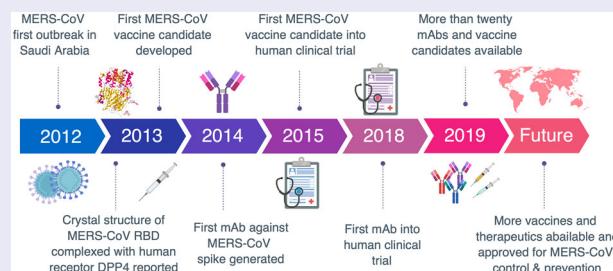 MERS-CoV
first outbreak in
Saudi Arabia
First MERS-CoV
vaccine candidate
developed
First MERS-CoV
vaccine candidate into
human clinical trial
More than twenty
mAbs and vaccine
candidates available
2012
2013
2014
2015
2018
2019
Future
Crystal structure of
MERS-CoV RBD
complexed with human
receptor DPP4 reported
First mAb against
MERS-CoV
spike generated
First mAb into
human clinical
trial
More vaccines and
therapeutics abailable and
approved for MERS-CoV
control & prevention